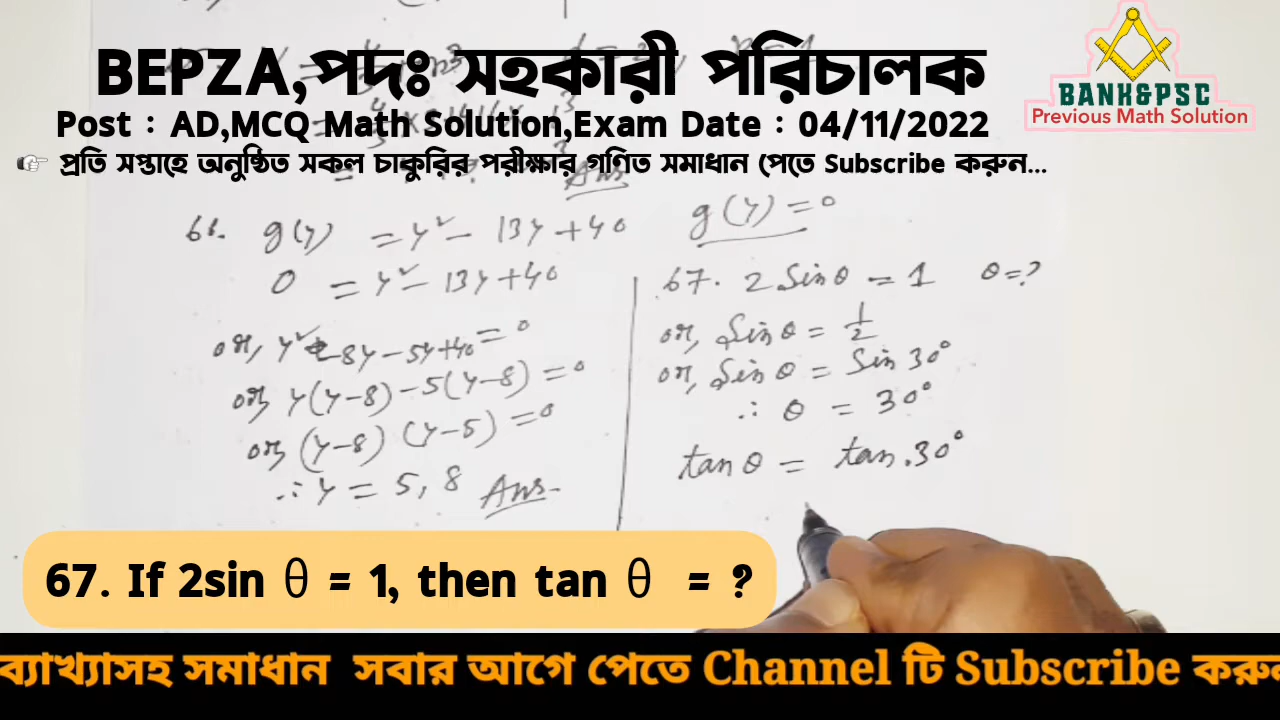 BEPZA,পদঃ সহকারী পরিচালক
Post : AD,MCQ Math Solution,Exam Date : 04/11/2022
👉 প্রতি সপ্তাহে অনুষ্ঠিত সকল চাকুরির পরীক্ষার গণিত সমাধান পেতে Subscribe করুন...
BANK&PSC
Previous Math Solution
Ans
66. g(y) = y² - 13y + 40 g(y) = 0
0 = y² - 13y + 40
or, y² - 8y - 5y + 40 = 0
or y(y-8) - 5(y-8) = 0
or (y-8) (y-5) = 0
∴ y = 5, 8 Ans.
67. 2 Sin θ = 1 θ = ?
or, Sin θ = 1/2
or, Sin θ = Sin 30°
∴ θ = 30°
tan θ = tan. 30°
67. If 2sin θ = 1, then tan θ = ?
ব্যাখ্যাসহ সমাধান সবার আগে পেতে Channel টি Subscribe করুন